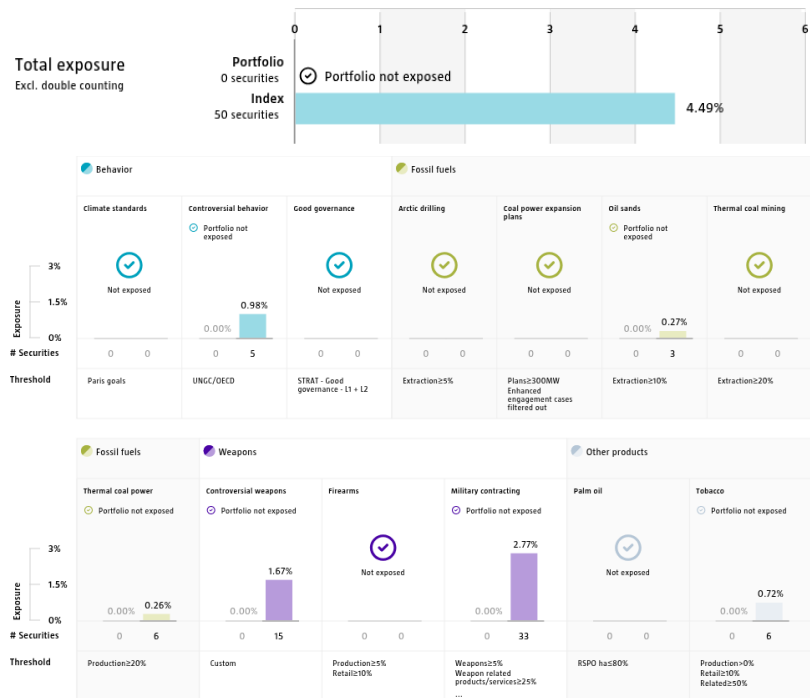 0 1 2 3 4 5 6
Total exposure
Excl. double counting
Portfolio
0 securities
Portfolio not exposed
Index
50 securities
4.49%
Behavior
Fossil fuels
Climate standards
Controversial behavior
Good governance
Arctic drilling
Coal power expansion
plans
Oil sands
Thermal coal mining
Portfolio not
exposed
Portfolio not
exposed
Not exposed
Not exposed
Not exposed
Not exposed
Not exposed
Exposure
3%
1.5%
0%
0.00% 0.98%
0.00% 0.27%
# Securities 0 0 0 5 0 0 0 0 0 0 0 3 0 0
Threshold
Paris goals
UNGC/OECD
STRAT - Good
governance - L1 + L2
Extraction≥5%
Plans≥300MW
Enhanced
engagement cases
filtered out
Extraction≥10%
Extraction≥20%
Fossil fuels
Weapons
Other products
Thermal coal power
Controversial weapons
Firearms
Military contracting
Palm oil
Tobacco
Portfolio not exposed
Portfolio not exposed
Portfolio not exposed
Portfolio not exposed
Not exposed
Not exposed
Exposure
3%
1.5%
0%
0.00% 0.26%
0.00% 1.67%
0.00% 2.77%
0.00% 0.72%
# Securities 0 6 0 15 0 0 0 33 0 0 0 6
Threshold
Production≥20%
Custom
Production≥5%
Retail≥10%
Weapons≥5%
Weapon related
products/services≥25%
RSPO ha≤80%
Production>0%
Retail≥10%
Related≥50%